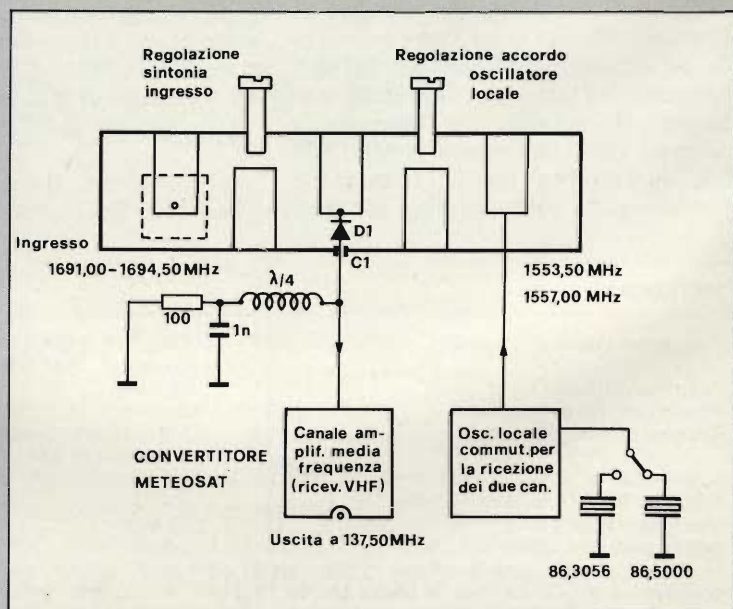 Regolazione
sintonia
ingresso
Regolazione accordo
oscillatore
locale
D1
C1
Ingresso
1691,00-1694,50 MHz
1553,50 MHz
1557,00 MHz
λ/4
100
1n
CONVERTITORE
METEOSAT
Canale am-
plif. media
frequenza
(ricev. VHF)
Uscita a 137,50MHz
Osc. locale
commut. per
la ricezione
dei due can.
86,3056
86,5000